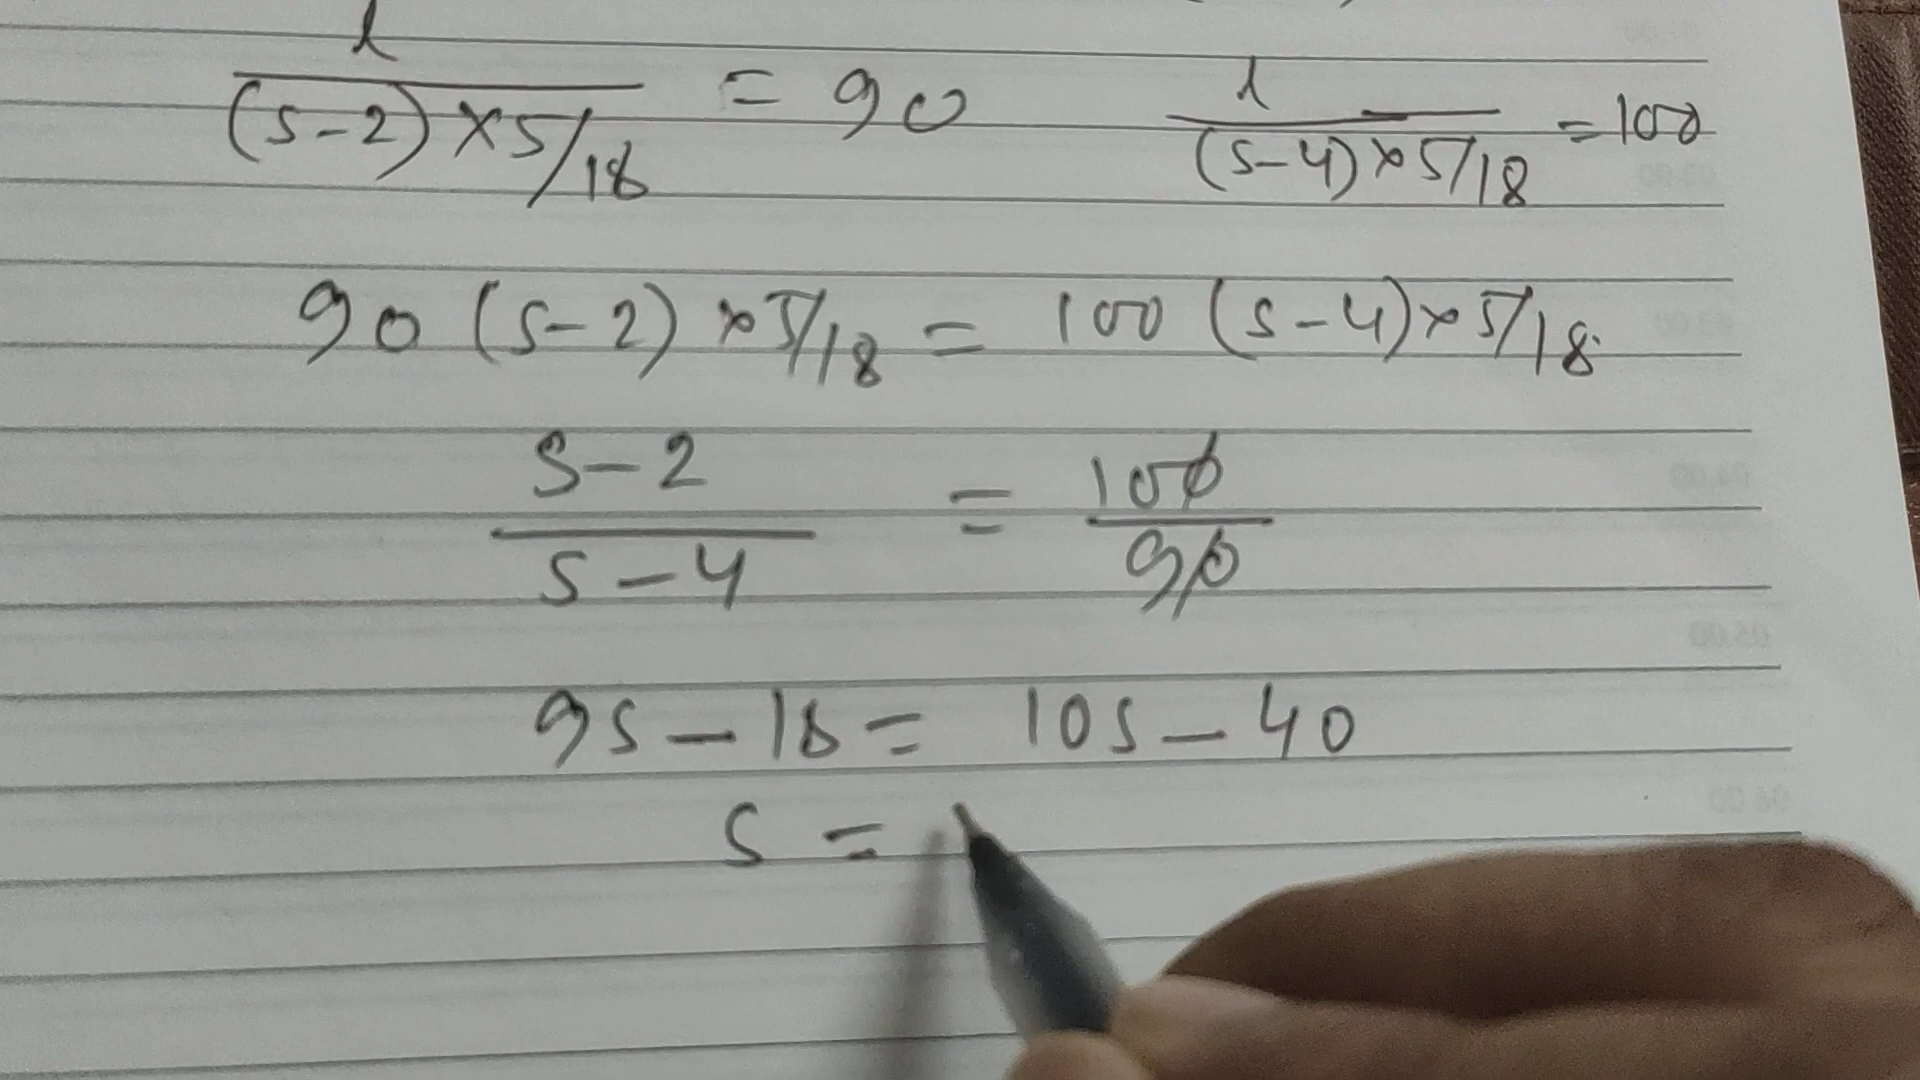 l/((s-2)×5/18) = 90    l/((s-4)×5/18) = 100
90 (s-2) ×5/18 = 100 (s-4)×5/18
(s-2)/(s-4) = 100/90
9s - 18 = 10s - 40
s =